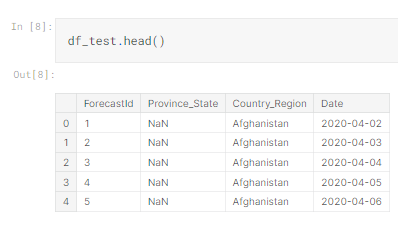 In [8]:
df_test.head()
Out[8]:
ForecastId Province_State Country_Region Date
0 1 NaN Afghanistan 2020-04-02
1 2 NaN Afghanistan 2020-04-03
2 3 NaN Afghanistan 2020-04-04
3 4 NaN Afghanistan 2020-04-05
4 5 NaN Afghanistan 2020-04-06